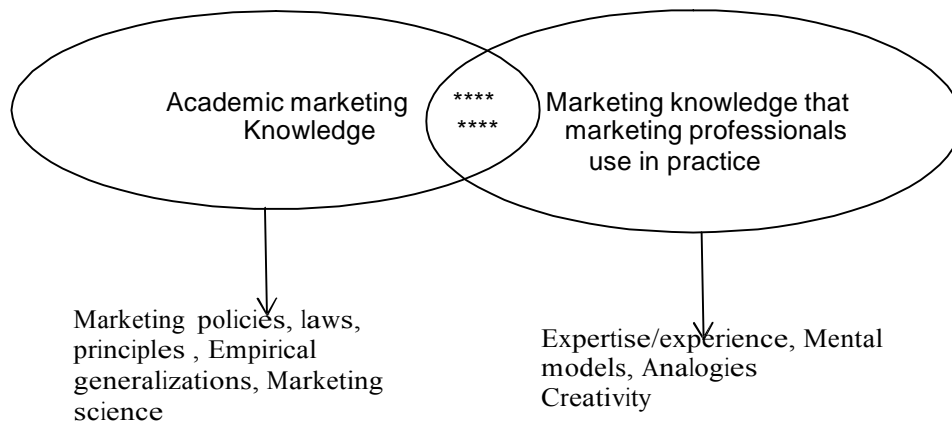 Academic marketing
Knowledge
****
****
Marketing knowledge that
marketing professionals
use in practice
Marketing policies, laws,
principles , Empirical
generalizations, Marketing
science
Expertise/experience, Mental
models, Analogies
Creativity